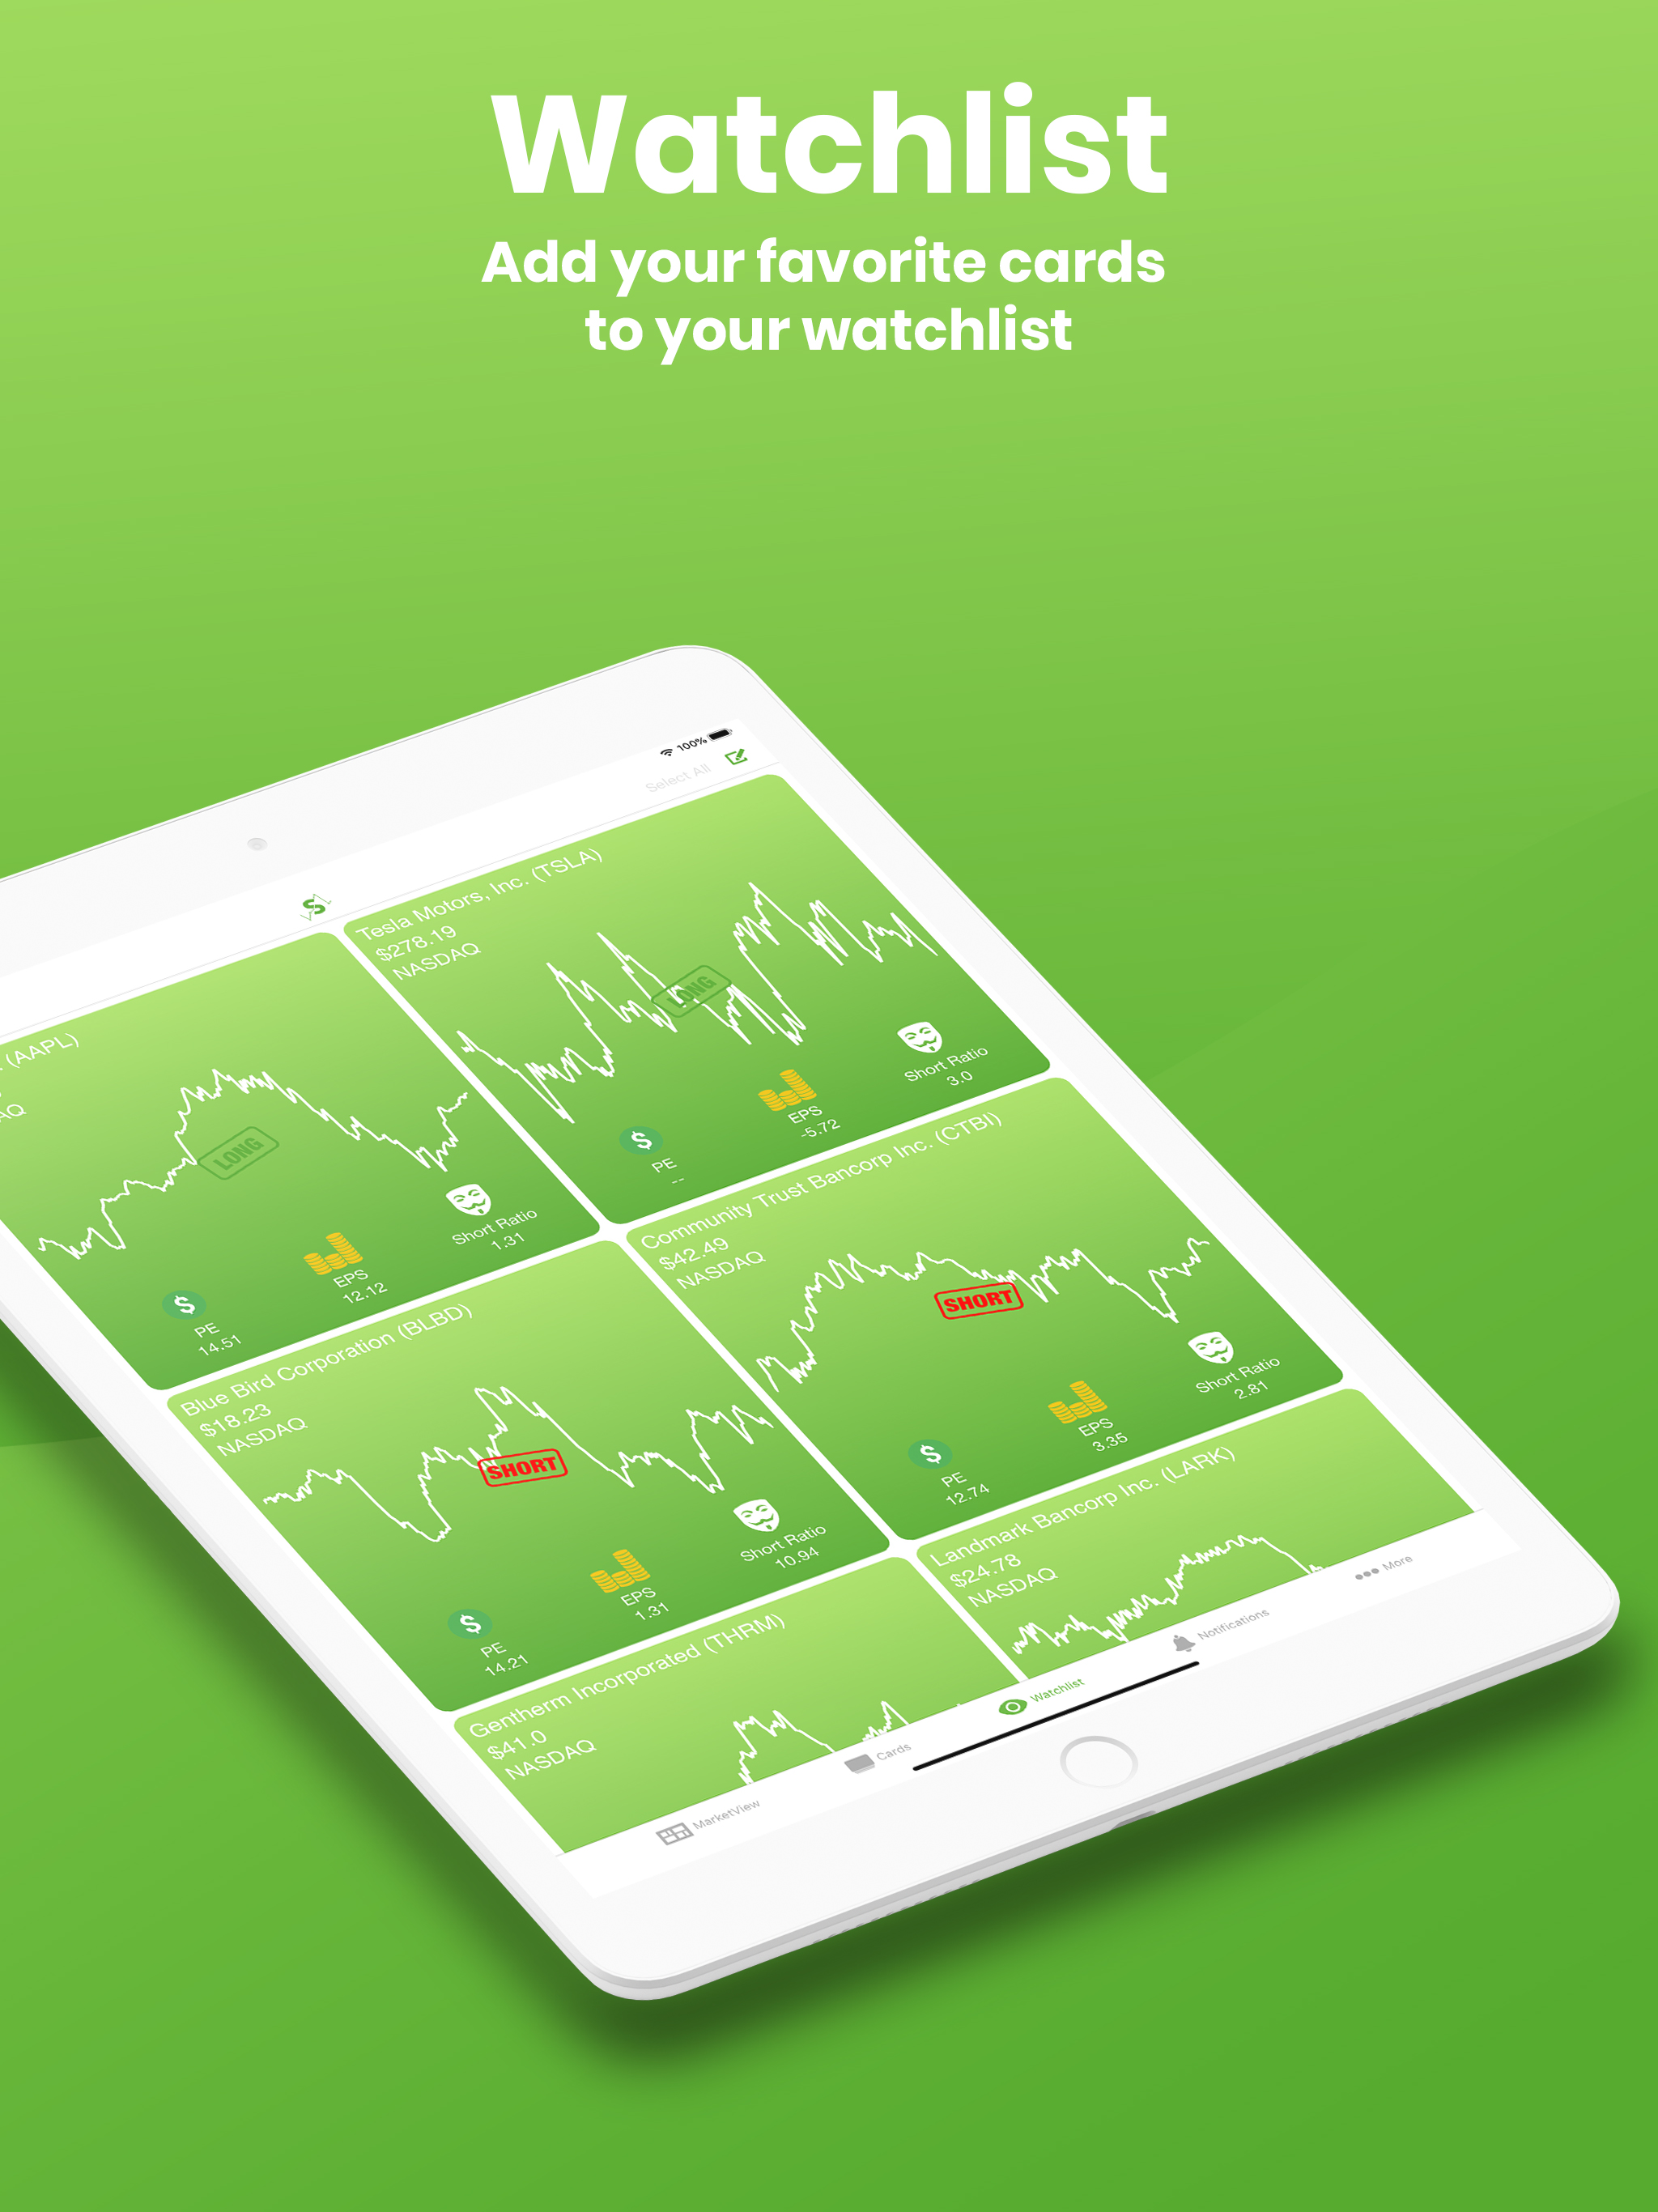 Watchlist
Add your favorite cards
to your watchlist
100%
Select All
(AAPL)
LONG
PE
14.51
EPS
12.12
Short Ratio
1.31
Tesla Motors, Inc. (TSLA)
$278.19
NASDAQ
LONG
PE
--
EPS
-5.72
Short Ratio
3.0
Blue Bird Corporation (BLBD)
$18.23
NASDAQ
SHORT
PE
14.21
EPS
1.31
Short Ratio
10.94
Community Trust Bancorp Inc. (CTBI)
$42.49
NASDAQ
SHORT
PE
12.74
EPS
3.35
Short Ratio
2.81
Gentherm Incorporated (THRM)
$41.0
NASDAQ
Landmark Bancorp Inc. (LARK)
$24.78
NASDAQ
MarketView
Cards
Watchlist
Notifications
More